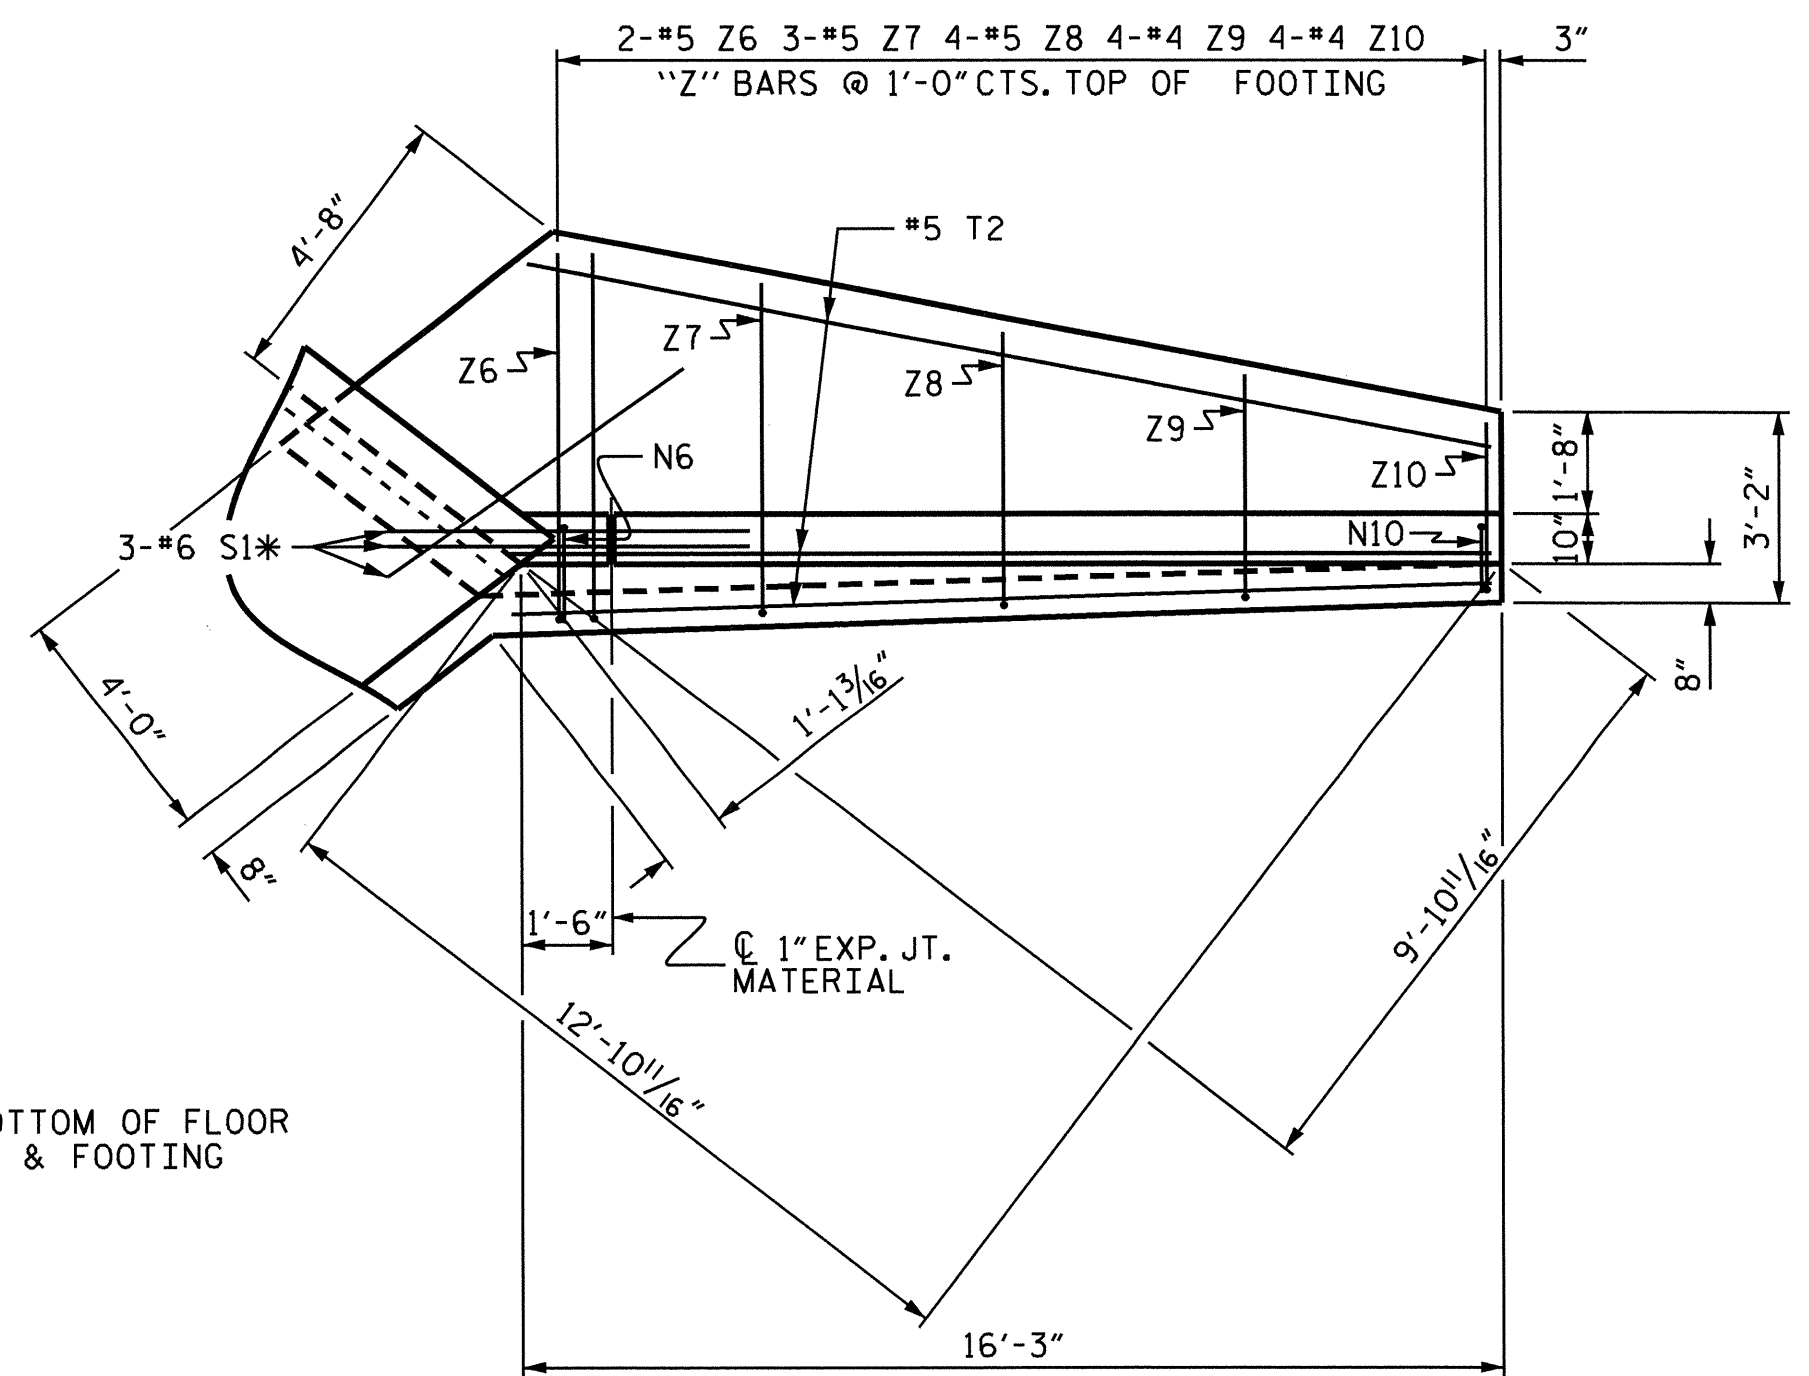 2-#5 Z6 3-#5 Z7 4-#5 Z8 4-#4 Z9 4-#4 Z10
3"
"Z" BARS @ 1'-0" CTS. TOP OF FOOTING
4'-8"
#5 T2
Z7
Z6
Z8
Z9
Z10
N6
N10
3-#6 S1*
1'-8"
10"
3'-2"
8"
4'-0"
8"
1'-1 3/16"
1'-6"
℄ 1" EXP. JT.
MATERIAL
9'-10 11/16"
12'-10 11/16"
OTTOM OF FLOOR
& FOOTING
16'-3"